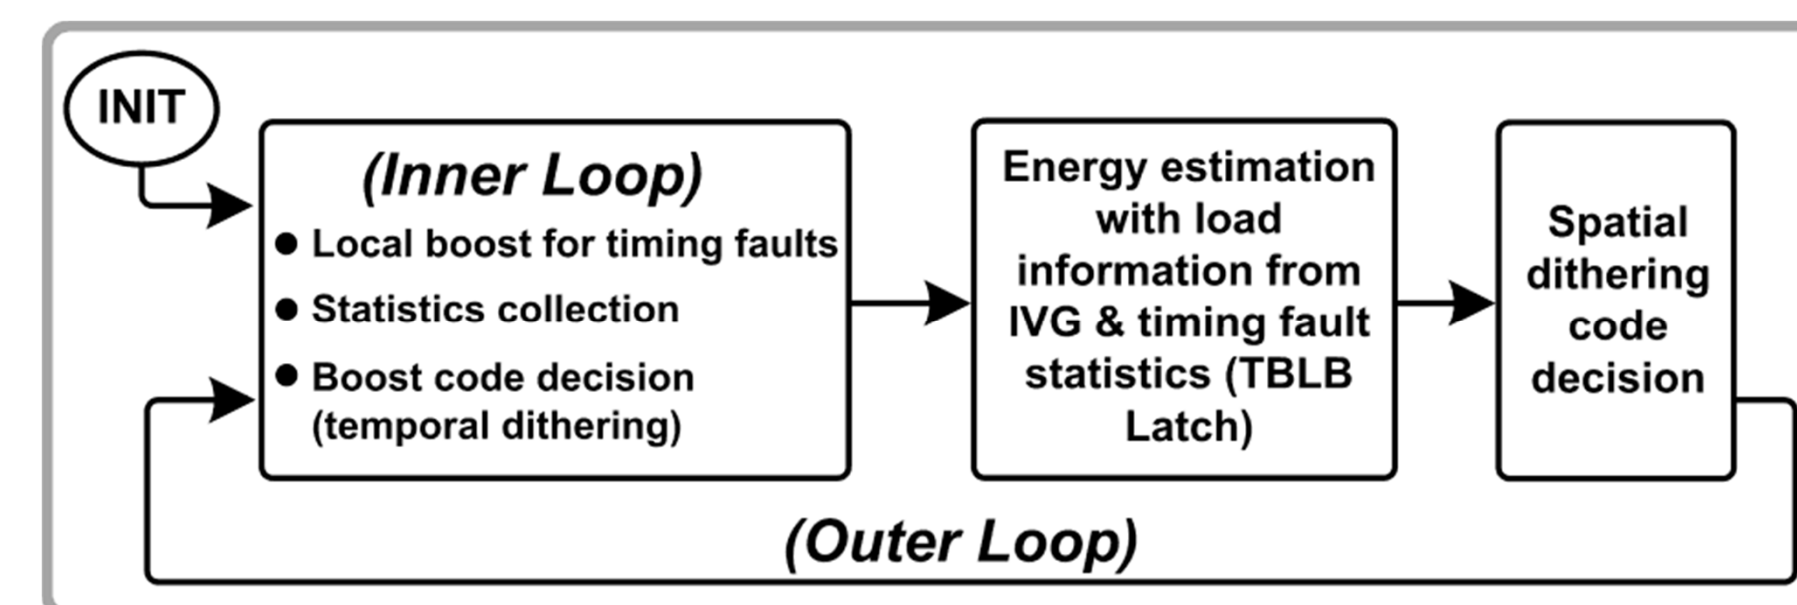 INIT
(Inner Loop)
● Local boost for timing faults
● Statistics collection
● Boost code decision
(temporal dithering)
Energy estimation
with load
information from
IVG & timing fault
statistics (TBLB
Latch)
Spatial
dithering
code
decision
(Outer Loop)